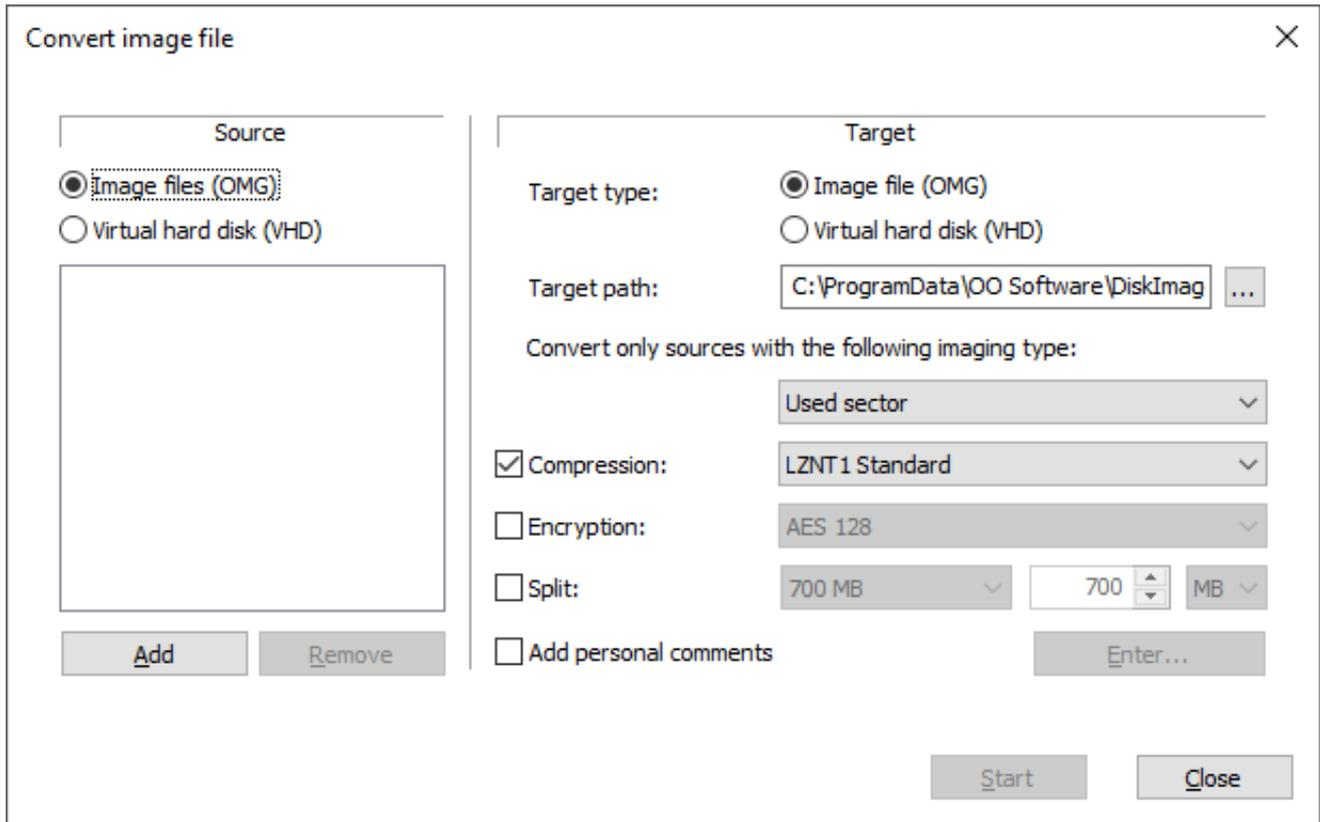 Convert image file
Source
Image files (OMG)
Virtual hard disk (VHD)
Add
Remove
Target
Target type:
Image file (OMG)
Virtual hard disk (VHD)
Target path:
C:\ProgramData\OO Software\DiskImag
...
Convert only sources with the following imaging type:
Used sector
Compression:
LZNT1 Standard
Encryption:
AES 128
Split:
700 MB
700
MB
Add personal comments
Enter...
Start
Close